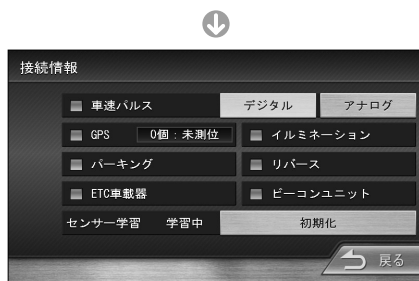 接続情報
車速パルス デジタル アナログ
GPS 0個：未測位 イルミネーション
パーキング リバース
ETC車載器 ビーコンユニット
センサー学習 学習中 初期化
戻る